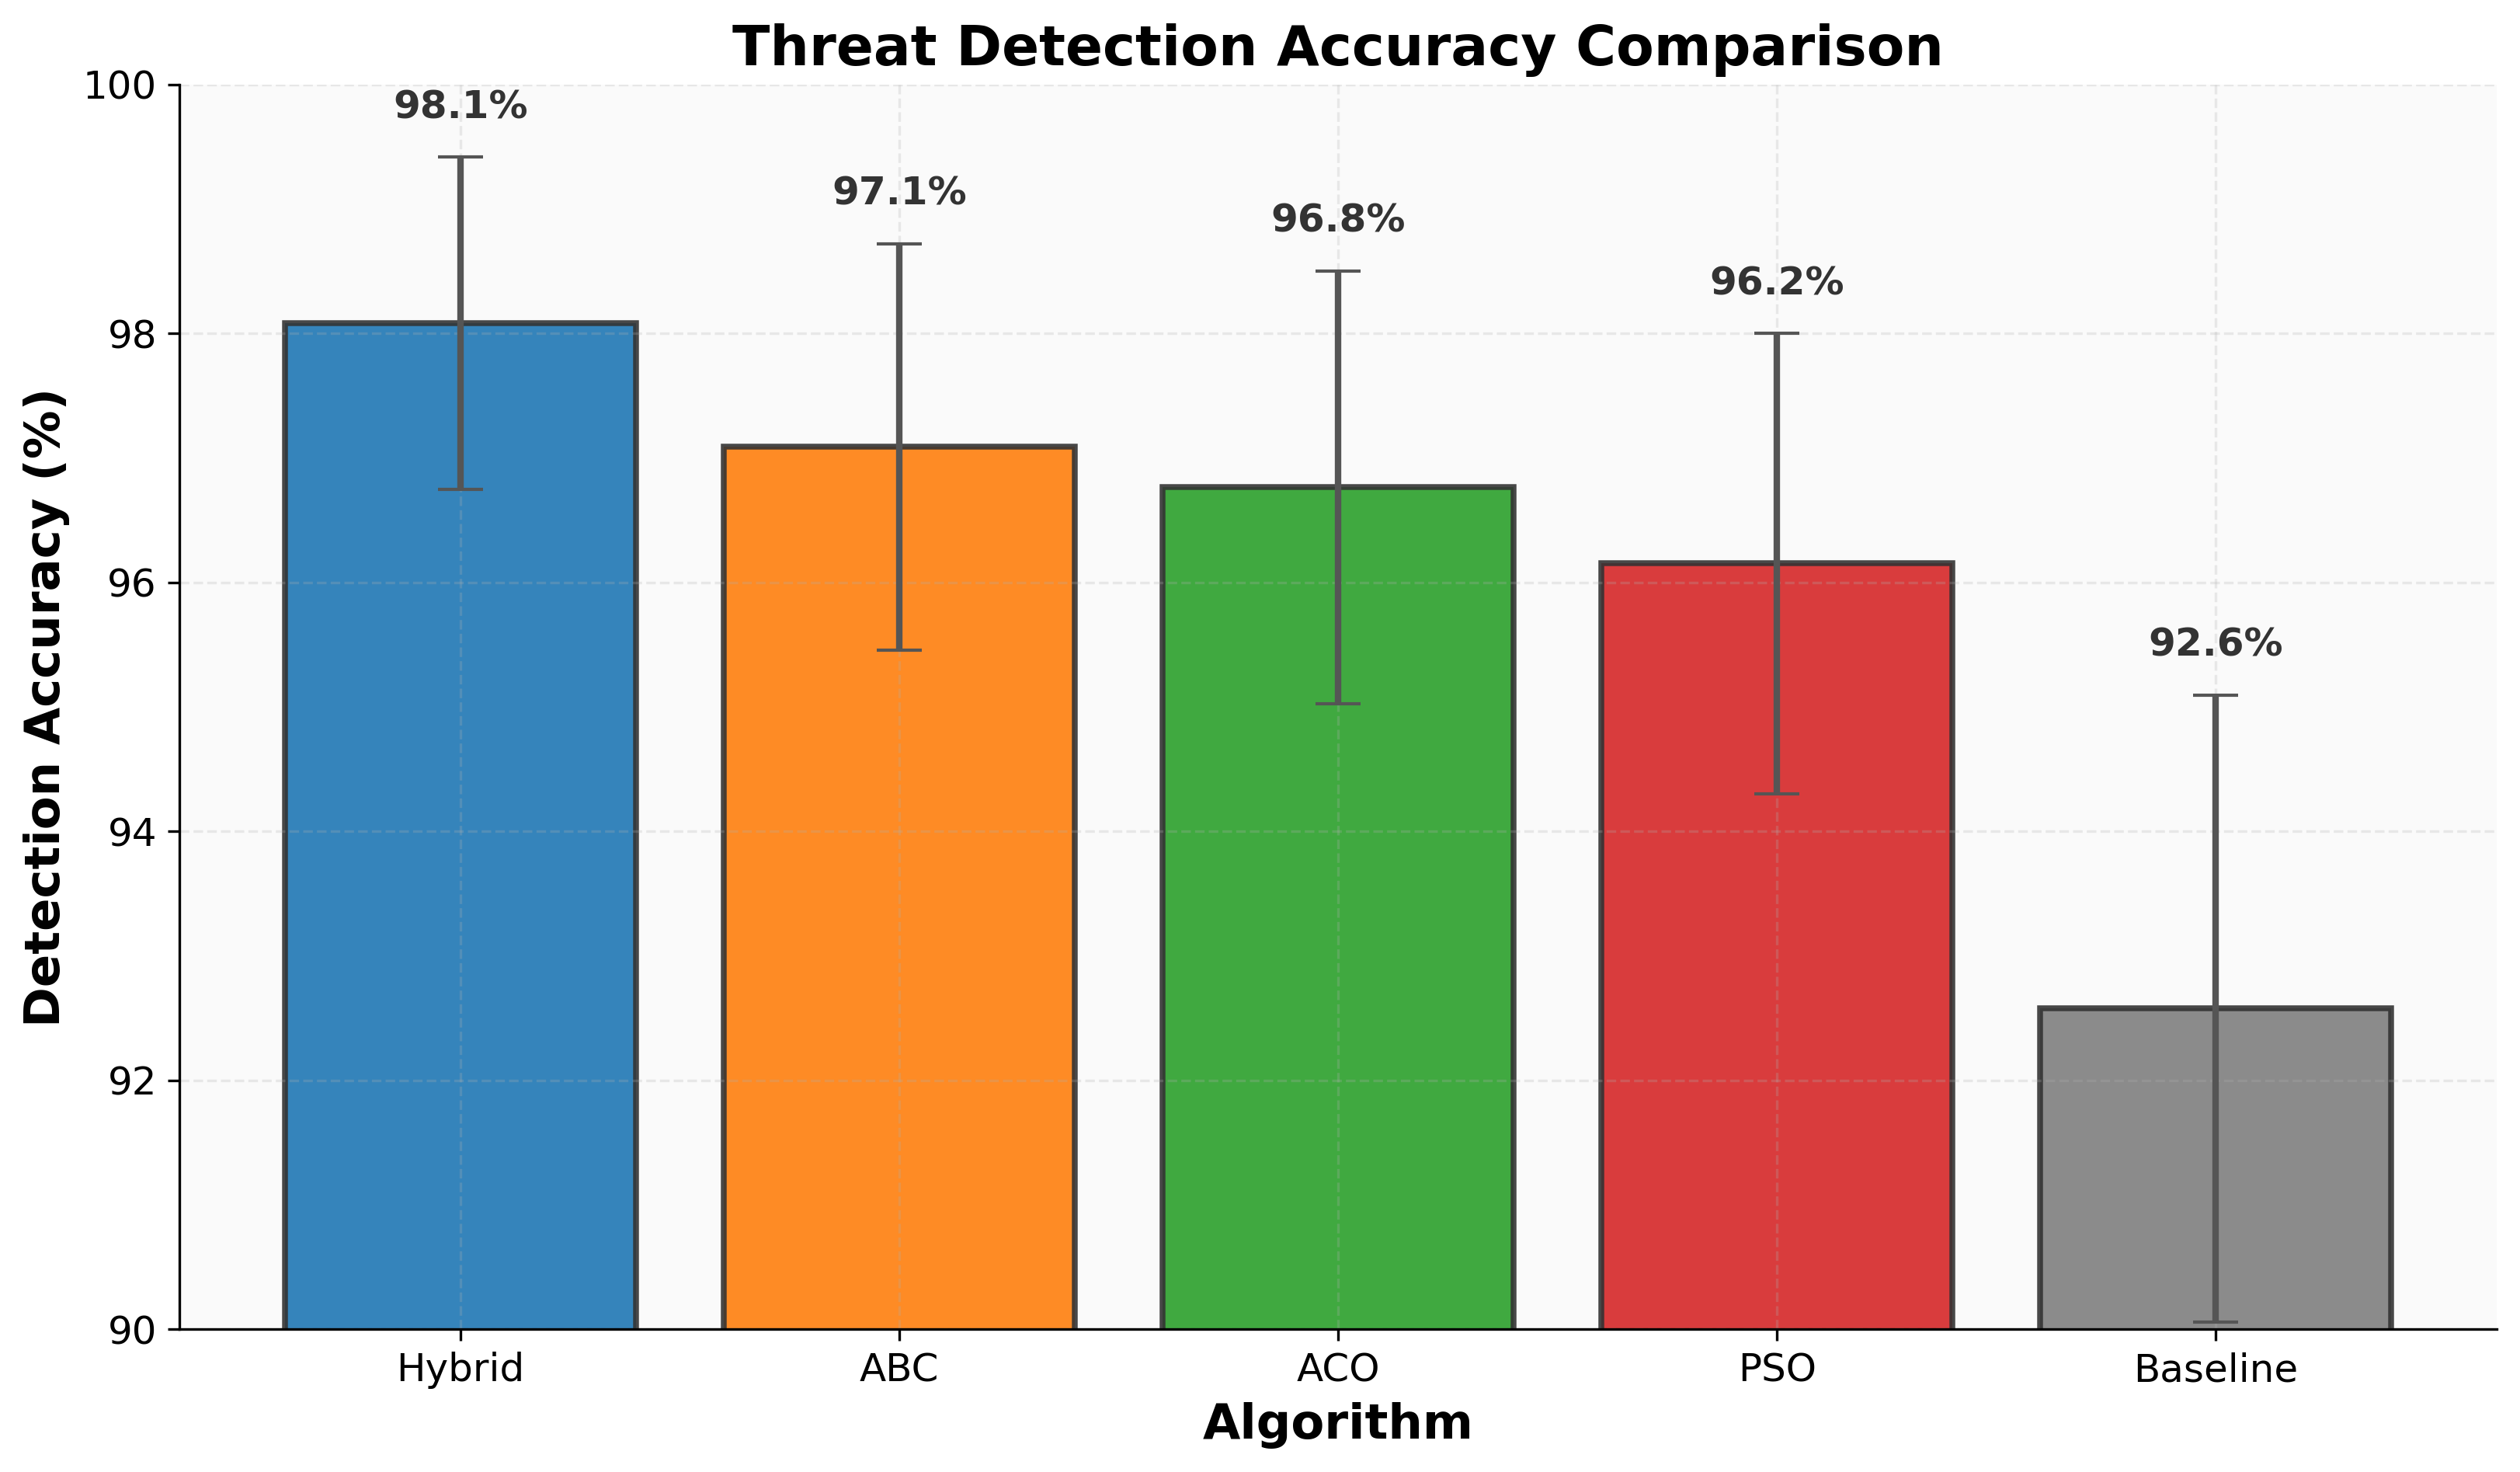 Threat Detection Accuracy Comparison
100
98
96
94
92
90
Detection Accuracy (%)
98.1%
97.1%
96.8%
96.2%
92.6%
Hybrid
ABC
ACO
PSO
Baseline
Algorithm